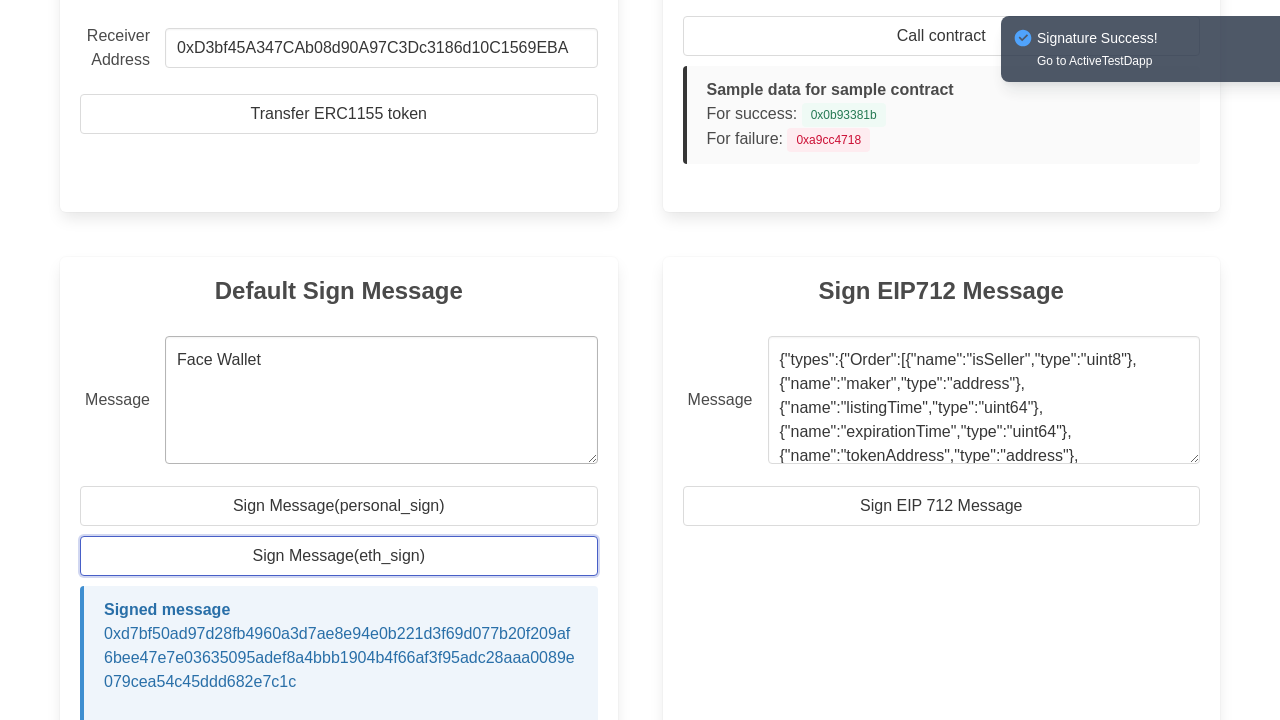 Receiver
Address
0xD3bf45A347CAb08d90A97C3Dc3186d10C1569EBA
Transfer ERC1155 token
Call contract
Signature Success!
Go to ActiveTestDapp
Sample data for sample contract
For success: 0x0b93381b
For failure: 0xa9cc4718
Default Sign Message
Message
Face Wallet
Sign Message(personal_sign)
Sign Message(eth_sign)
Signed message
0xd7bf50ad97d28fb4960a3d7ae8e94e0b221d3f69d077b20f209af
6bee47e7e03635095adef8a4bbb1904b4f66af3f95adc28aaa0089e
079cea54c45ddd682e7c1c
Sign EIP712 Message
Message
{"types":{"Order":[{"name":"isSeller","type":"uint8"},
{"name":"maker","type":"address"},
{"name":"listingTime","type":"uint64"},
{"name":"expirationTime","type":"uint64"},
{"name":"tokenAddress","type":"address"},
Sign EIP 712 Message